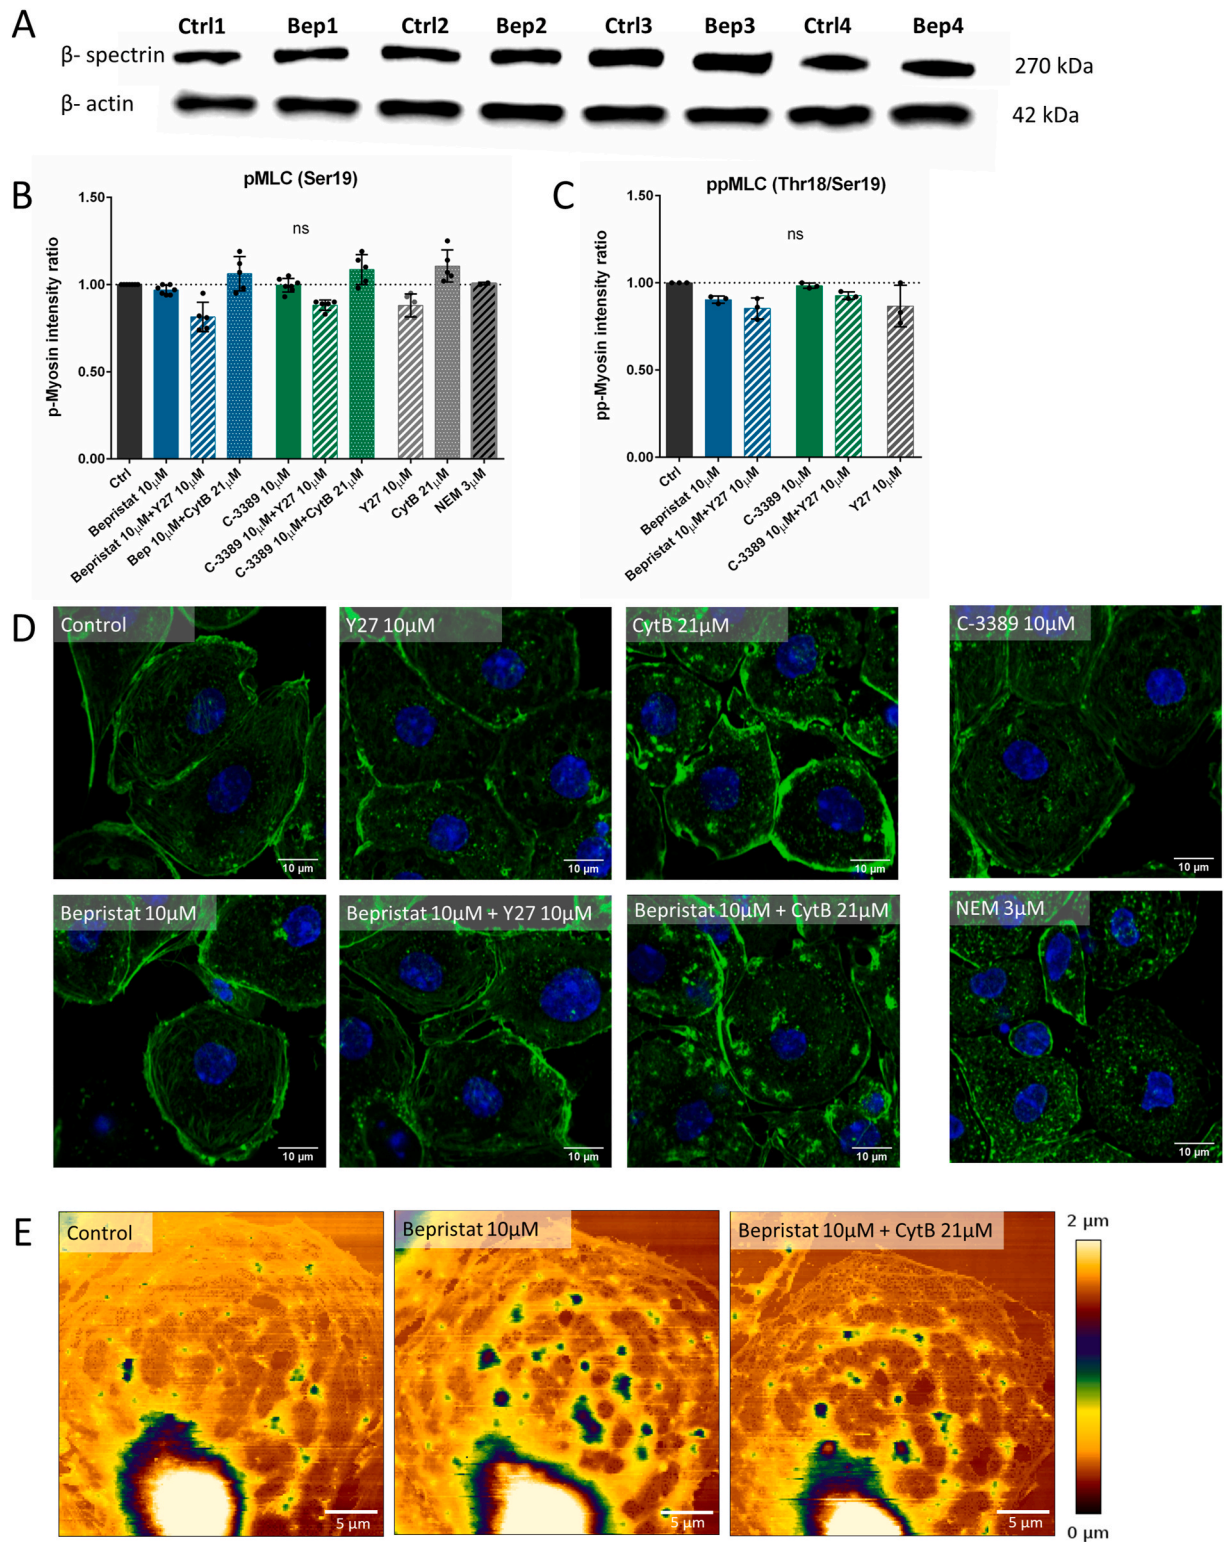 A
Ctrl1 Bep1 Ctrl2 Bep2 Ctrl3 Bep3 Ctrl4 Bep4
β- spectrin
270 kDa
β- actin
42 kDa
B
pMLC (Ser19)
p-Myosin intensity ratio
1.50
1.00
0.50
0.00
ns
Ctrl
Bepristat 10μM
Bepristat 10μM+Y27 10μM
Bep 10μM+CytB 21μM
C-3389 10μM
C-3389 10μM+Y27 10μM
C-3389 10μM+CytB 21μM
Y27 10μM
CytB 21μM
NEM 3μM
C
ppMLC (Thr18/Ser19)
pp-Myosin intensity ratio
1.50
1.00
0.50
0.00
ns
Ctrl
Bepristat 10μM
Bepristat 10μM+Y27 10μM
C-3389 10μM
C-3389 10μM+Y27 10μM
Y27 10μM
D
Control
10 μm
Y27 10μM
10 μm
CytB 21μM
10 μm
C-3389 10μM
10 μm
Bepristat 10μM
10 μm
Bepristat 10μM + Y27 10μM
10 μm
Bepristat 10μM + CytB 21μM
10 μm
NEM 3μM
10 μm
E
Control
5 μm
Bepristat 10μM
5 μm
Bepristat 10μM + CytB 21μM
5 μm
2 μm
0 μm